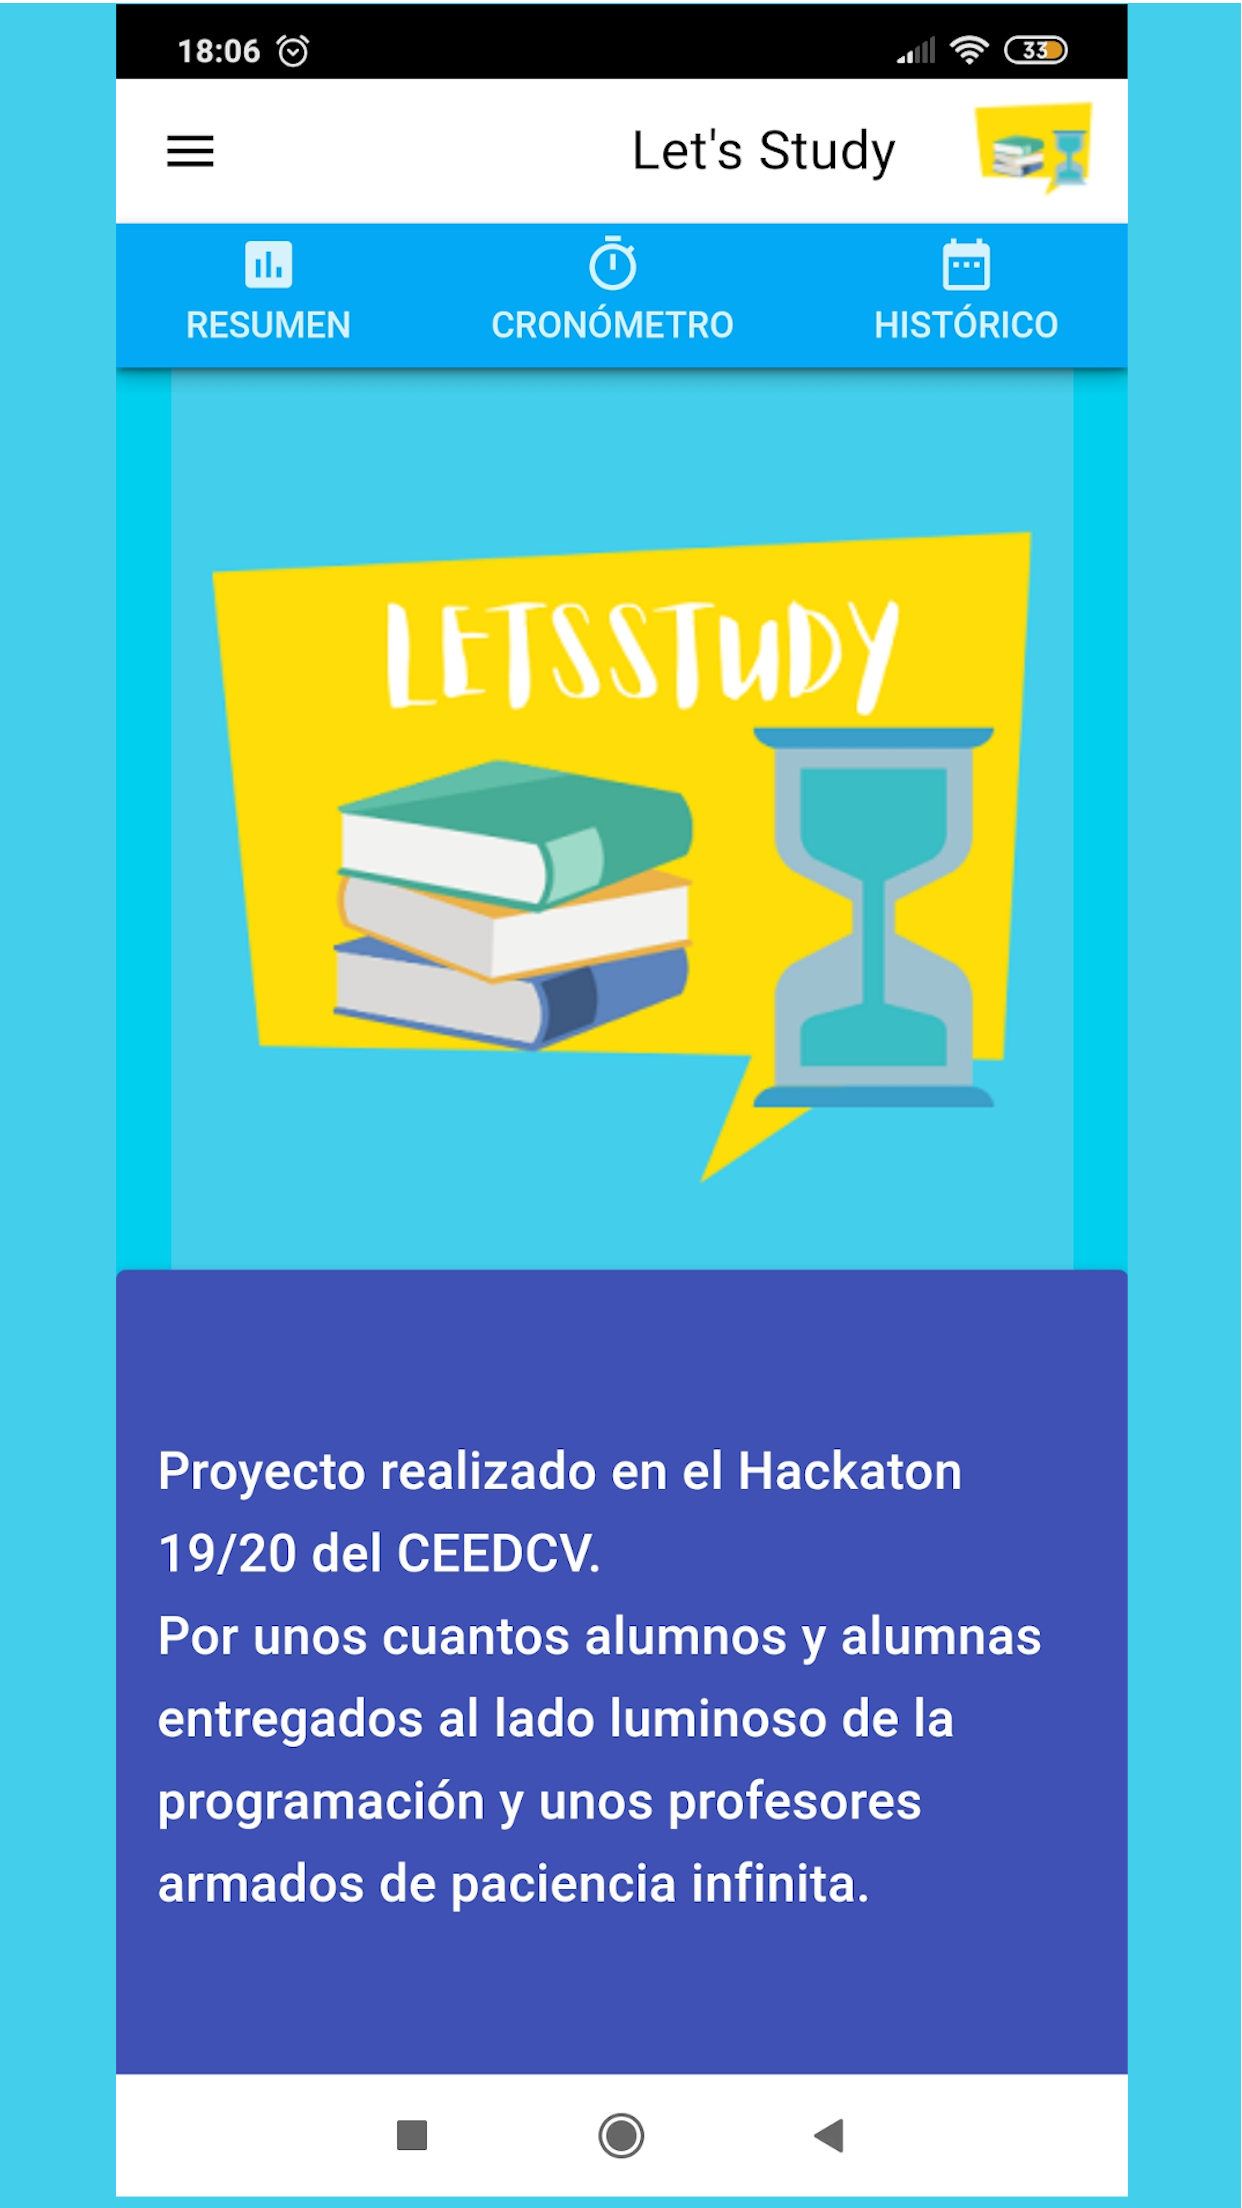 18:06
33
Let's Study
RESUMEN
CRONÓMETRO
HISTÓRICO
LETSSTUDY
Proyecto realizado en el Hackaton
19/20 del CEEDCV.
Por unos cuantos alumnos y alumnas
entregados al lado luminoso de la
programación y unos profesores
armados de paciencia infinita.